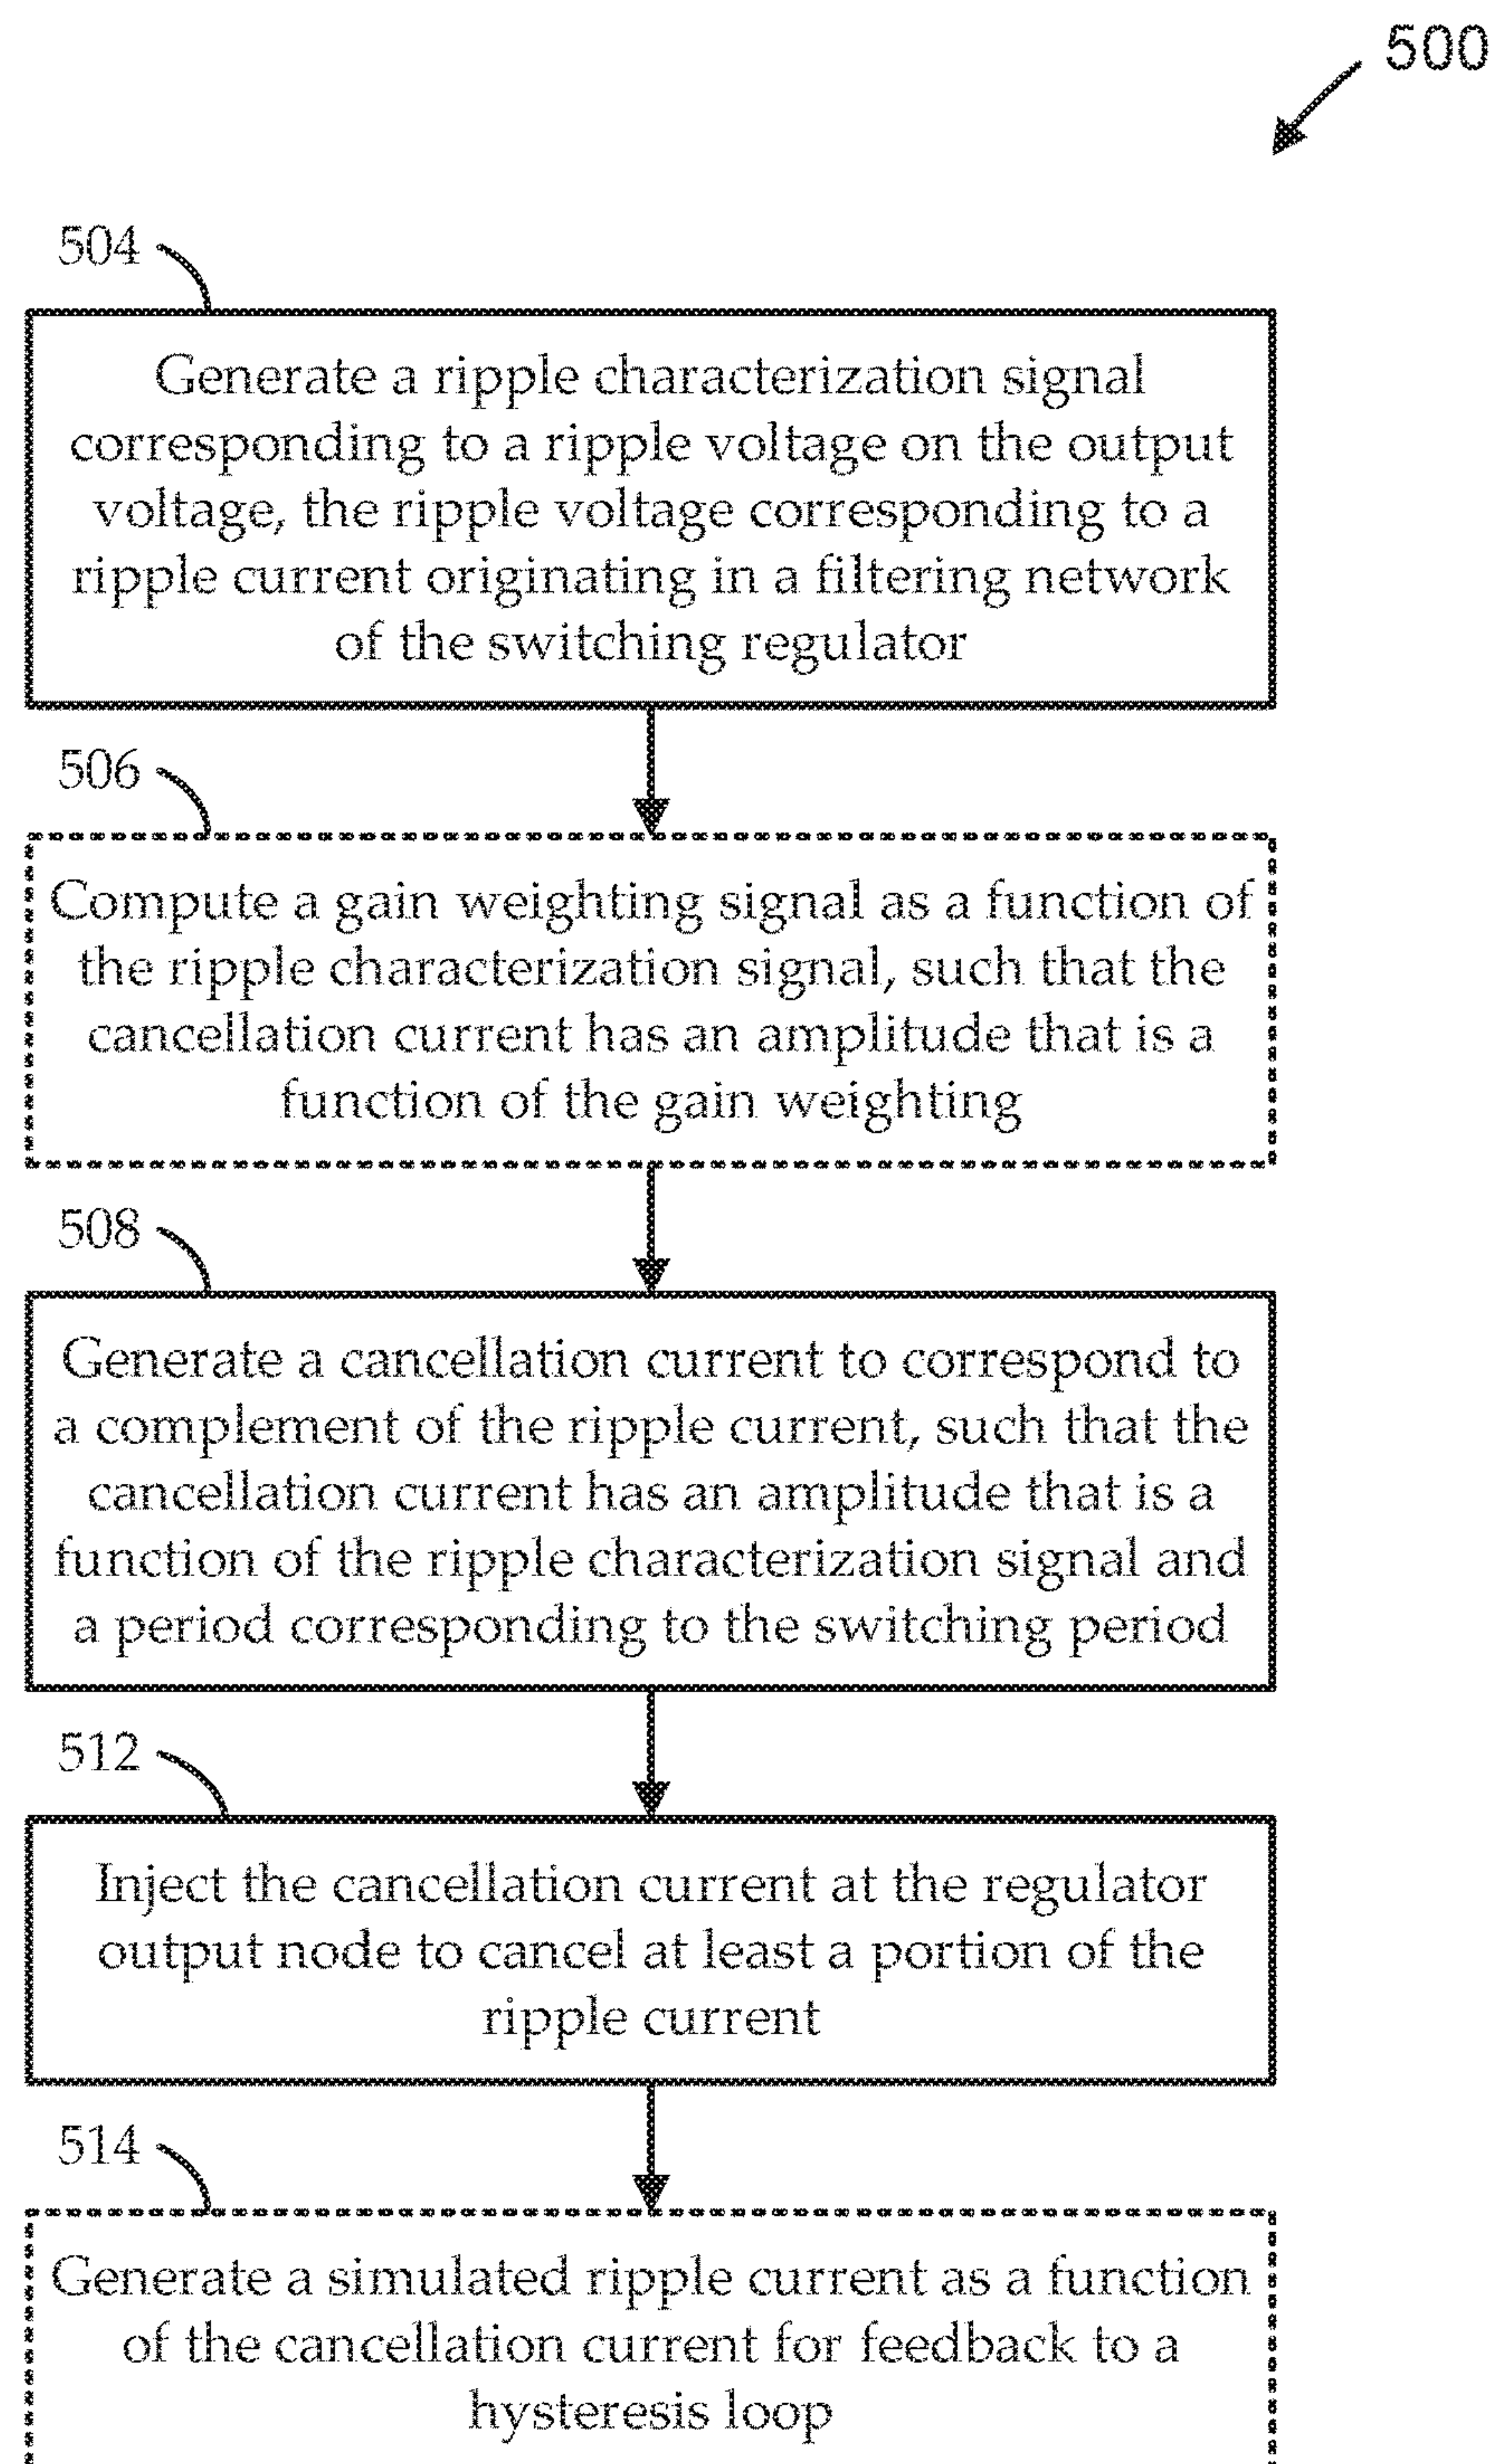 500
504
Generate a ripple characterization signal
corresponding to a ripple voltage on the output
voltage, the ripple voltage corresponding to a
ripple current originating in a filtering network
of the switching regulator
506
Compute a gain weighting signal as a function of
the ripple characterization signal, such that the
cancellation current has an amplitude that is a
function of the gain weighting
508
Generate a cancellation current to correspond to
a complement of the ripple current, such that the
cancellation current has an amplitude that is a
function of the ripple characterization signal and
a period corresponding to the switching period
512
Inject the cancellation current at the regulator
output node to cancel at least a portion of the
ripple current
514
Generate a simulated ripple current as a function
of the cancellation current for feedback to a
hysteresis loop